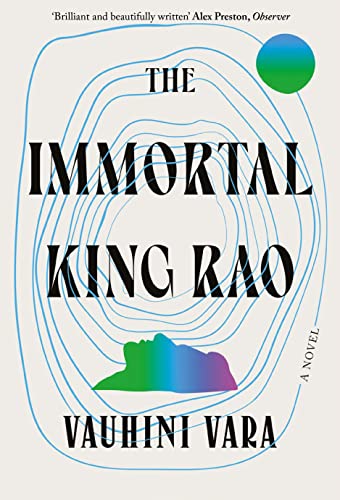 ‘Brilliant and beautifully written’ Alex Preston, Observer
THE
IMMORTAL
KING RAO
A NOVEL
VAUHINI VARA